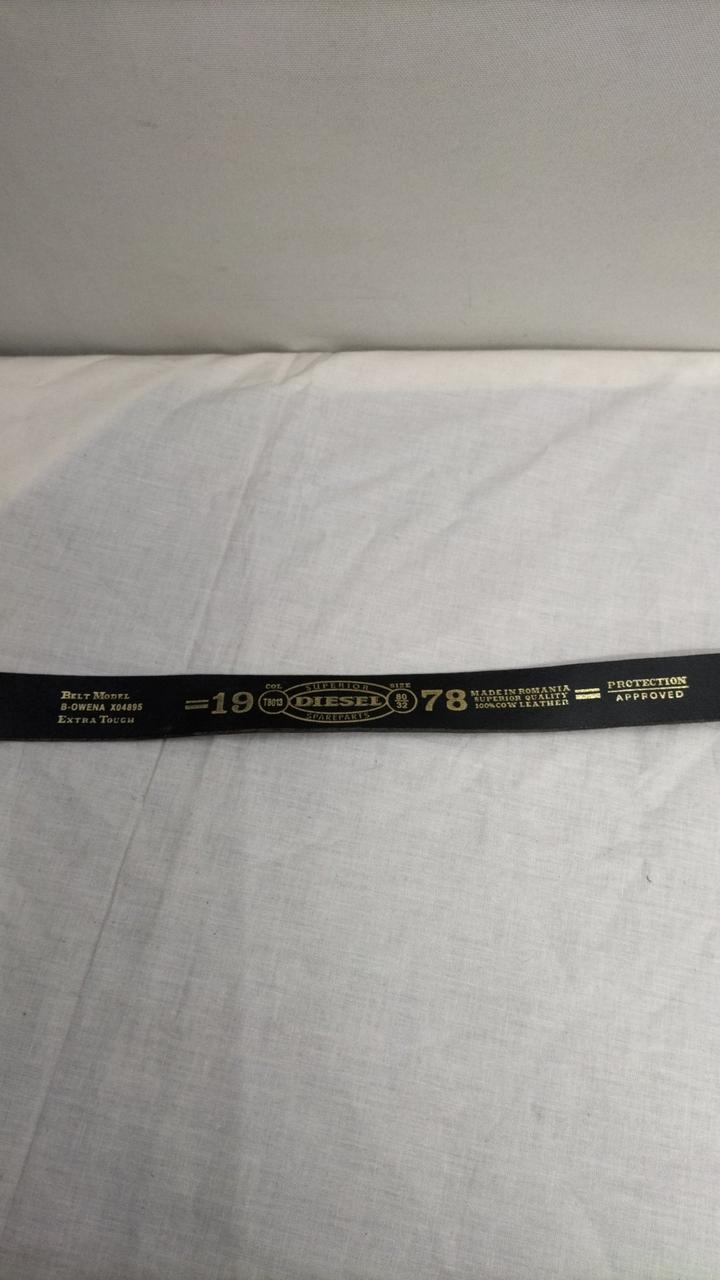 BELT MODEL
B-OWENA X04895
EXTRA TOUGH
=19
COL
T8013
SUPERIOR
DIESEL
SPAREPARTS
SIZE
80
32
78
MADE IN ROMANIA
SUPERIOR QUALITY
100% COW LEATHER
PROTECTION
APPROVED